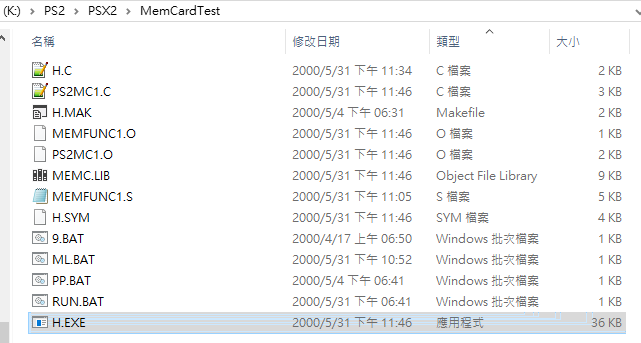 (K:) > PS2 > PSX2 > MemCardTest
名稱 修改日期 類型 大小
H.C 2000/5/31 下午 11:34 C 檔案 2 KB
PS2MC1.C 2000/5/31 下午 11:46 C 檔案 3 KB
H.MAK 2000/5/4 下午 06:31 Makefile 2 KB
MEMFUNC1.O 2000/5/31 下午 11:46 O 檔案 1 KB
PS2MC1.O 2000/5/31 下午 11:46 O 檔案 2 KB
MEMC.LIB 2000/5/31 下午 11:46 Object File Library 9 KB
MEMFUNC1.S 2000/5/31 下午 11:05 S 檔案 5 KB
H.SYM 2000/5/31 下午 11:46 SYM 檔案 4 KB
9.BAT 2000/4/17 上午 06:50 Windows 批次檔案 1 KB
ML.BAT 2000/5/31 下午 10:52 Windows 批次檔案 1 KB
PP.BAT 2000/5/4 下午 06:41 Windows 批次檔案 1 KB
RUN.BAT 2000/5/31 下午 06:41 Windows 批次檔案 1 KB
H.EXE 2000/5/31 下午 11:46 應用程式 36 KB